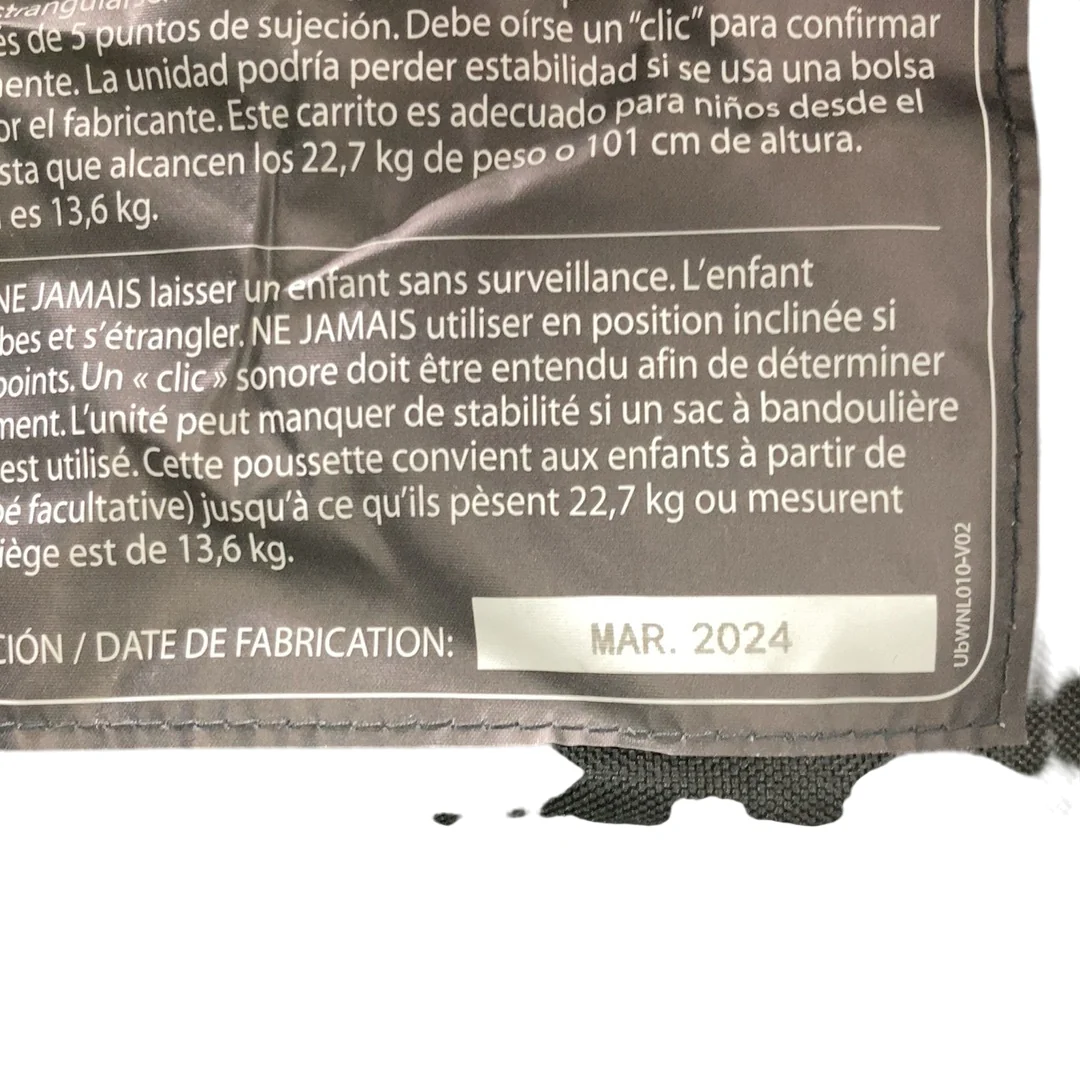 és de 5 puntos de sujeción. Debe oírse un “clic” para confirmar
ente. La unidad podría perder estabilidad si se usa una bolsa
or el fabricante. Este carrito es adecuado para niños desde el
sta que alcancen los 22,7 kg de peso o 101 cm de altura.
es 13,6 kg.
NE JAMAIS laisser un enfant sans surveillance. L’enfant
bes et s’étrangler. NE JAMAIS utiliser en position inclinée si
points. Un « clic » sonore doit être entendu afin de déterminer
ment. L’unité peut manquer de stabilité si un sac à bandoulière
est utilisé. Cette poussette convient aux enfants à partir de
bé facultative) jusqu’à ce qu’ils pèsent 22,7 kg ou mesurent
iège est de 13,6 kg.
CIÓN / DATE DE FABRICATION:
MAR. 2024
UbWNL010-V02